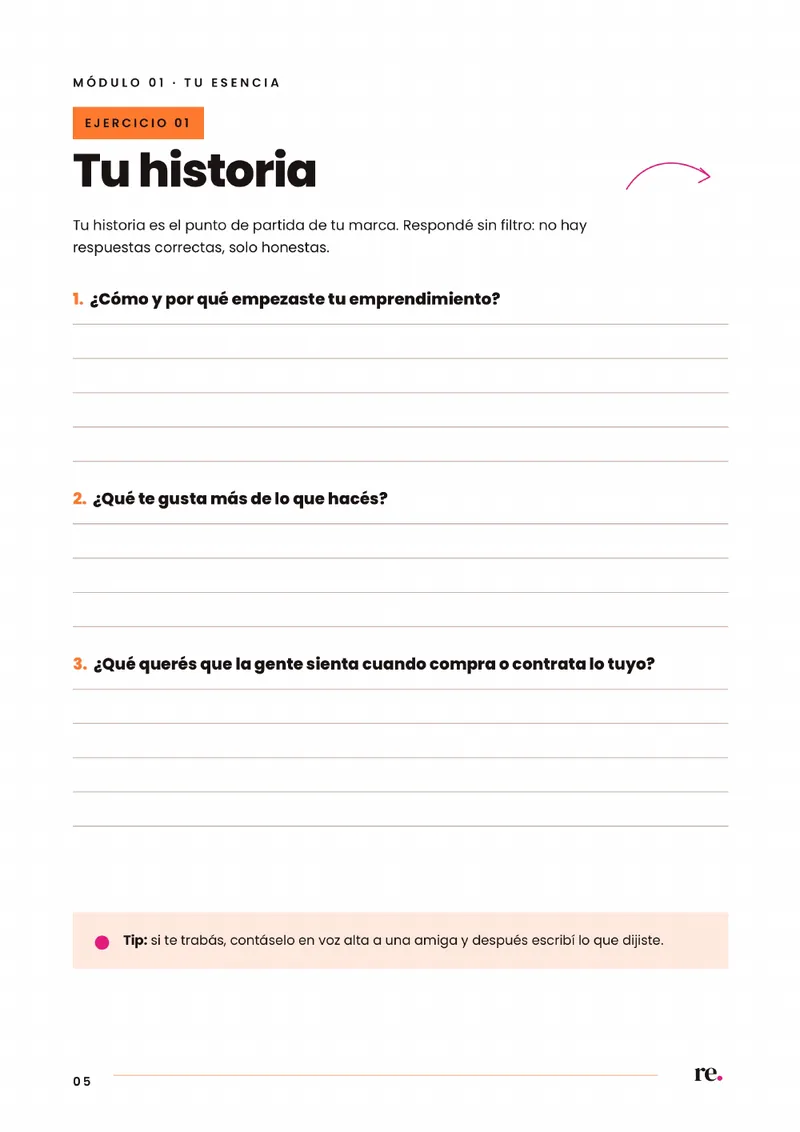 MÓDULO 01 · TU ESENCIA
EJERCICIO 01
Tu historia
Tu historia es el punto de partida de tu marca. Respondé sin filtro: no hay
respuestas correctas, solo honestas.
1. ¿Cómo y por qué empezaste tu emprendimiento?
2. ¿Qué te gusta más de lo que hacés?
3. ¿Qué querés que la gente sienta cuando compra o contrata lo tuyo?
Tip: si te trabás, contáselo en voz alta a una amiga y después escribí lo que dijiste.
05
re.